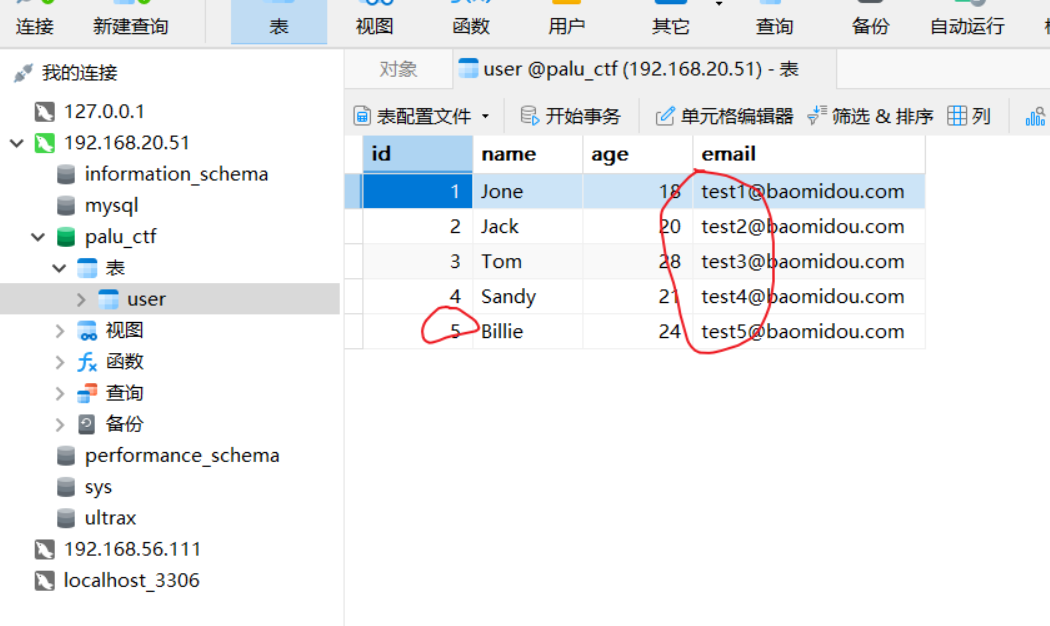 连接 新建查询 表 视图 函数 用户 其它 查询 备份 自动运行
我的连接
127.0.0.1
192.168.20.51
information_schema
mysql
palu_ctf
表
user
视图
函数
查询
备份
performance_schema
sys
ultrax
192.168.56.111
localhost_3306
对象 user @palu_ctf (192.168.20.51) - 表
表配置文件 开始事务 单元格编辑器 筛选 & 排序 列
id name age email
1 Jone 18 test1@baomidou.com
2 Jack 20 test2@baomidou.com
3 Tom 28 test3@baomidou.com
4 Sandy 21 test4@baomidou.com
5 Billie 24 test5@baomidou.com